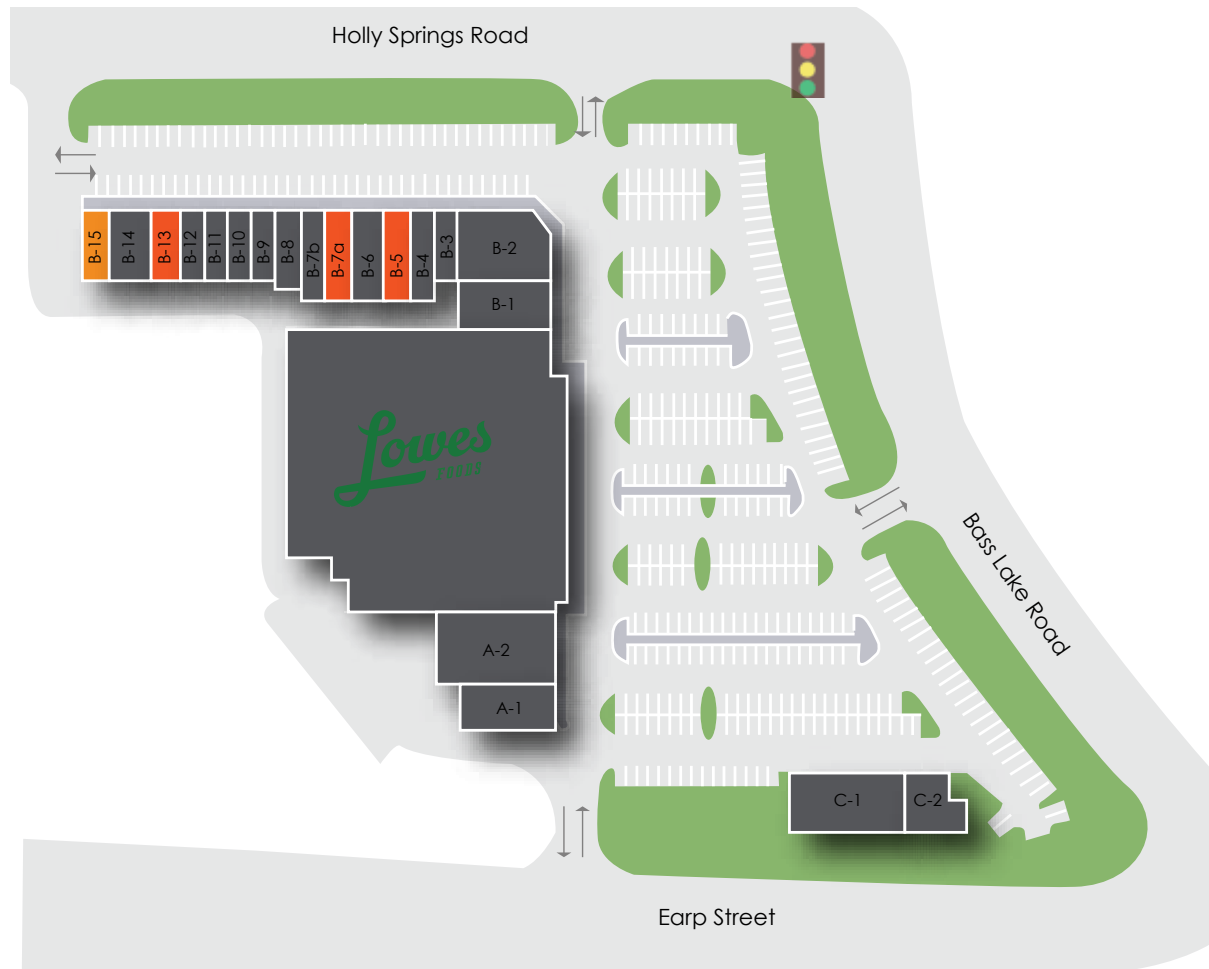 Holly Springs Road
B-15
B-14
B-13
B-12
B-11
B-10
B-9
B-8
B-7b
B-7a
B-6
B-5
B-4
B-3
B-2
B-1
Lowes
FOODS
Bass Lake Road
A-2
A-1
C-1
C-2
Earp Street